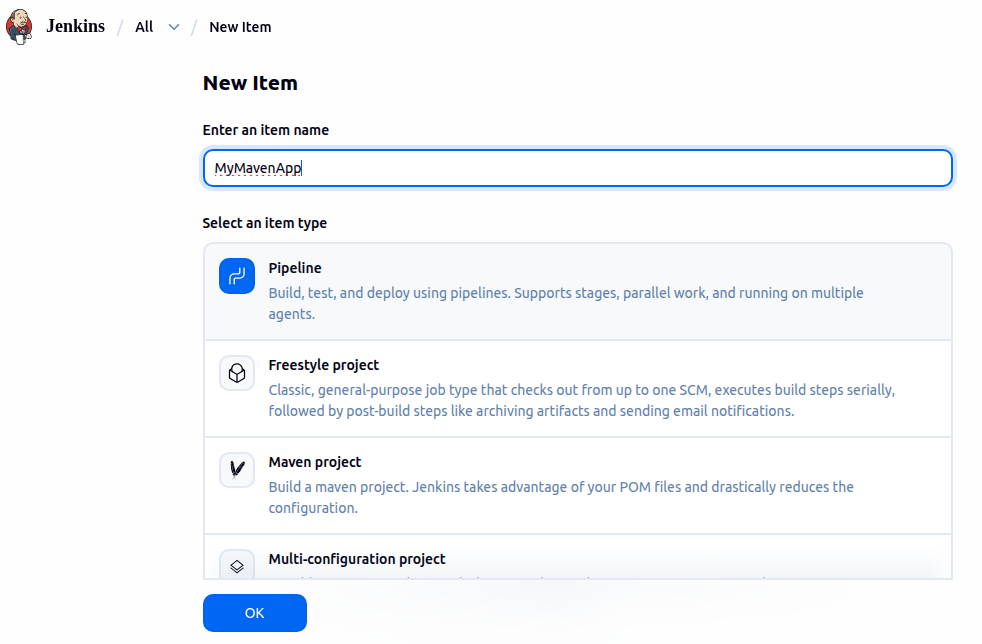 Jenkins / All / New Item
New Item
Enter an item name
MyMavenApp
Select an item type
Pipeline
Build, test, and deploy using pipelines. Supports stages, parallel work, and running on multiple
agents.
Freestyle project
Classic, general-purpose job type that checks out from up to one SCM, executes build steps serially,
followed by post-build steps like archiving artifacts and sending email notifications.
Maven project
Build a maven project. Jenkins takes advantage of your POM files and drastically reduces the
configuration.
Multi-configuration project
OK